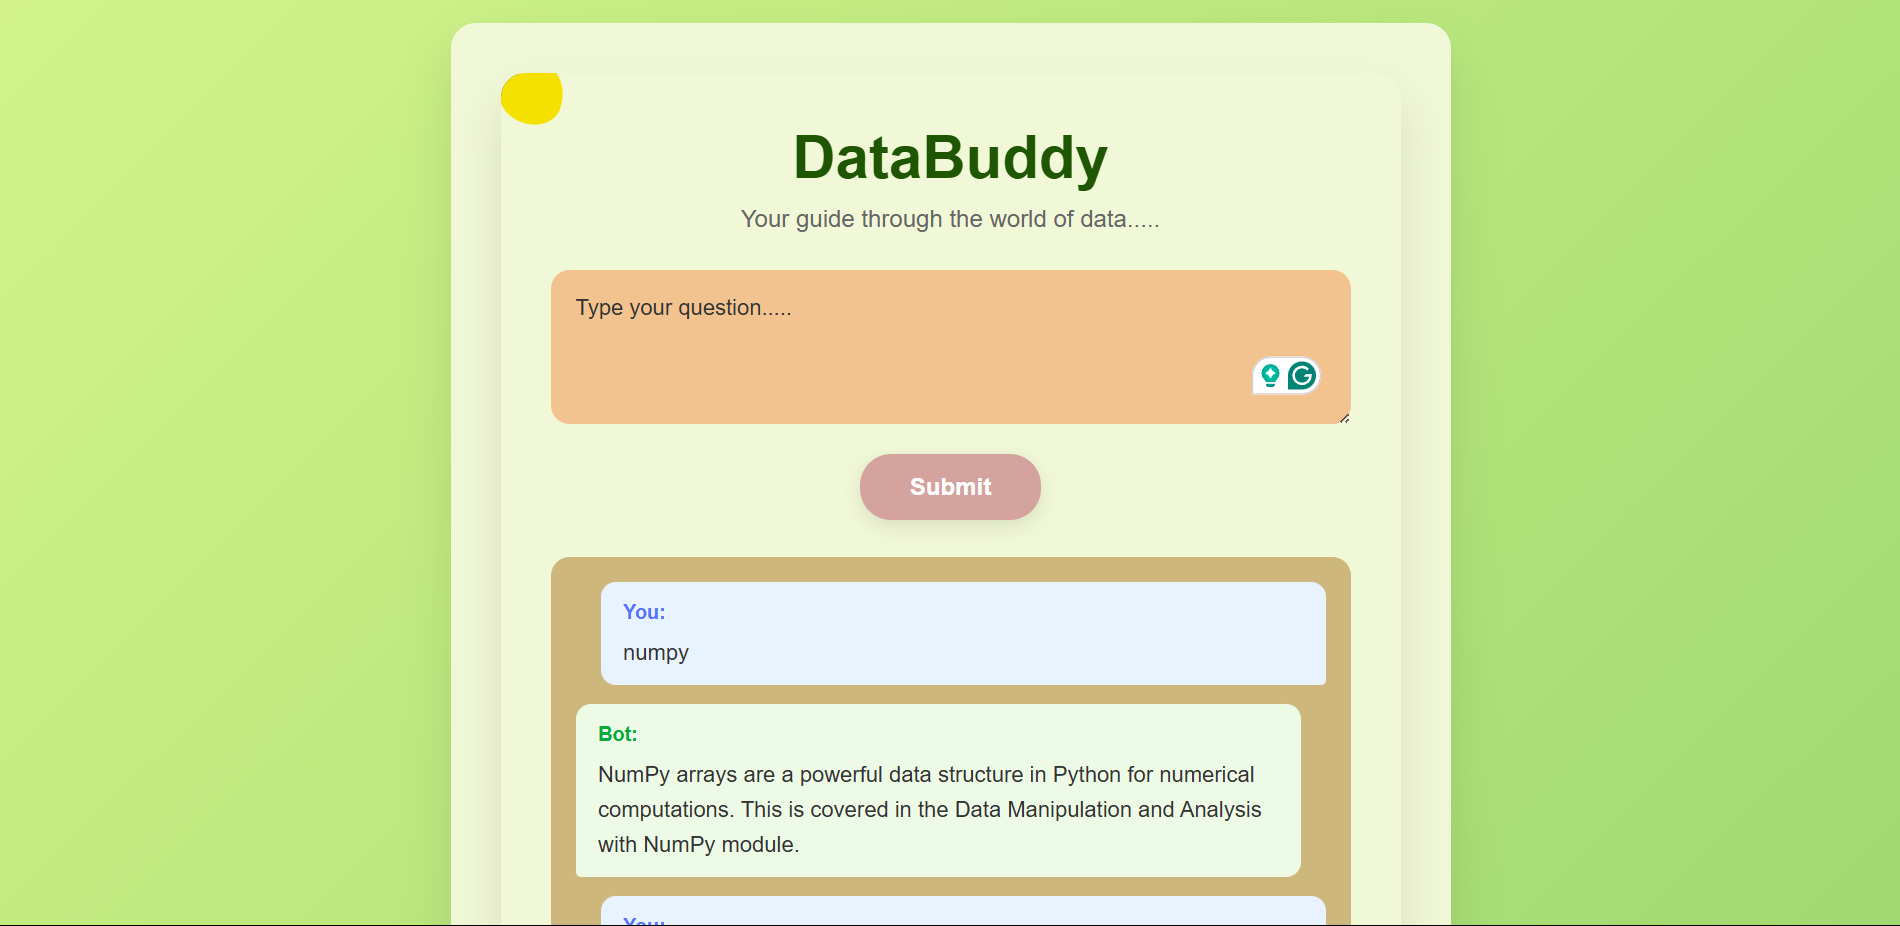 DataBuddy
Your guide through the world of data.....
Type your question.....
Submit
You:
numpy
Bot:
NumPy arrays are a powerful data structure in Python for numerical
computations. This is covered in the Data Manipulation and Analysis
with NumPy module.
You: